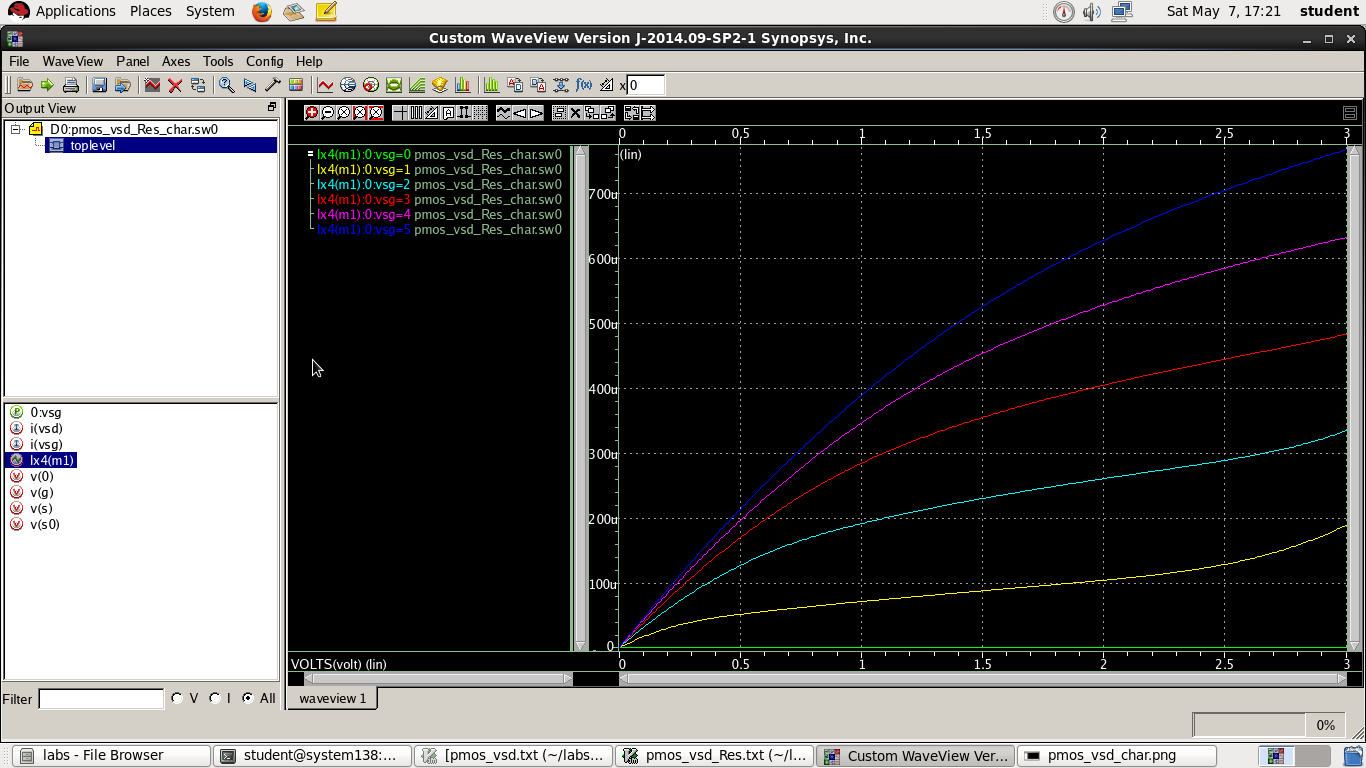 Applications Places System Sat May 7, 17:21 student
Custom WaveView Version J-2014.09-SP2-1 Synopsys, Inc.
File WaveView Panel Axes Tools Config Help
x 0
Output View
D0:pmos_vsd_Res_char.sw0
toplevel
0 0.5 1 1.5 2 2.5 3
lx4(m1):0:vsg=0 pmos_vsd_Res_char.sw0
lx4(m1):0:vsg=1 pmos_vsd_Res_char.sw0
lx4(m1):0:vsg=2 pmos_vsd_Res_char.sw0
lx4(m1):0:vsg=3 pmos_vsd_Res_char.sw0
lx4(m1):0:vsg=4 pmos_vsd_Res_char.sw0
lx4(m1):0:vsg=5 pmos_vsd_Res_char.sw0
(lin)
700u
600u
500u
400u
300u
200u
100u
0
VOLTS(volt) (lin)
0 0.5 1 1.5 2 2.5 3
0:vsg
i(vsd)
i(vsg)
lx4(m1)
v(0)
v(g)
v(s)
v(s0)
Filter V I All
waveview 1
0%
labs - File Browser
student@system138:...
[pmos_vsd.txt (~/labs...
pmos_vsd_Res.txt (~/l...
Custom WaveView Ver...
pmos_vsd_char.png